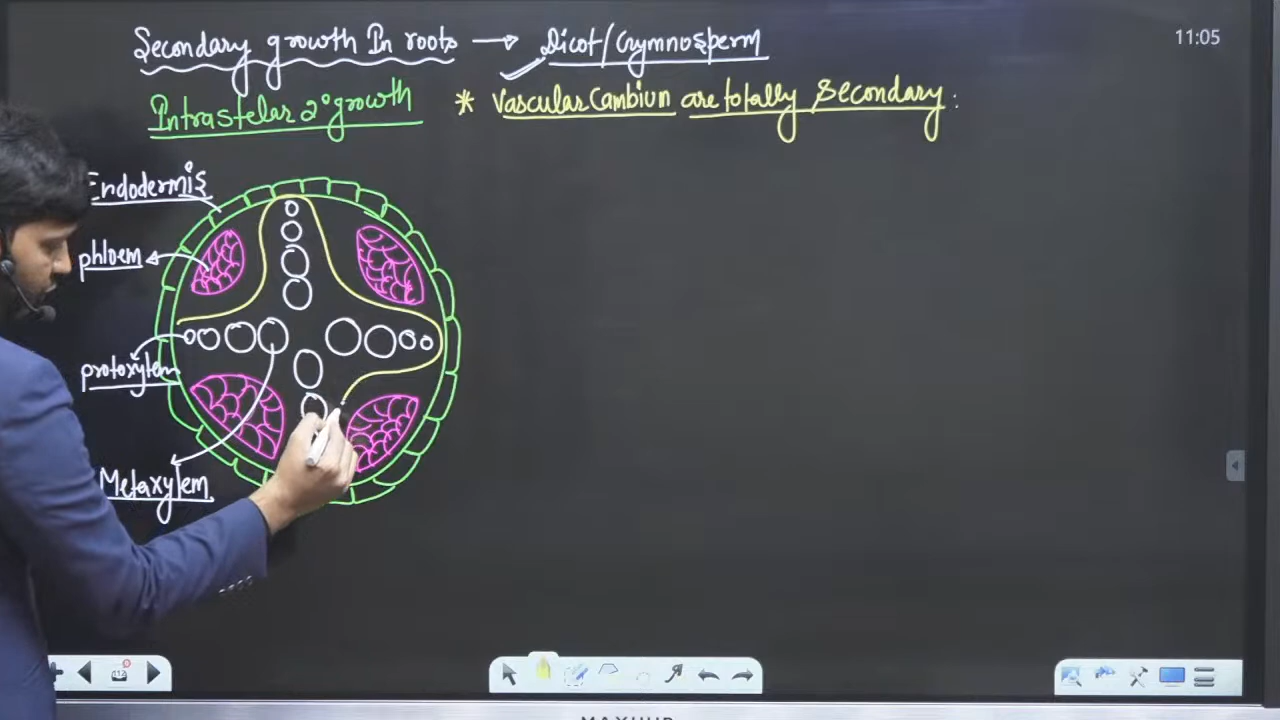 Secondary growth In roots → Dicot/Gymnosperm
11:05
Intrastelar 2° growth * Vascular Cambium are totally Secondary :
Endodermis
phloem
protoxylem
Metaxylem
112